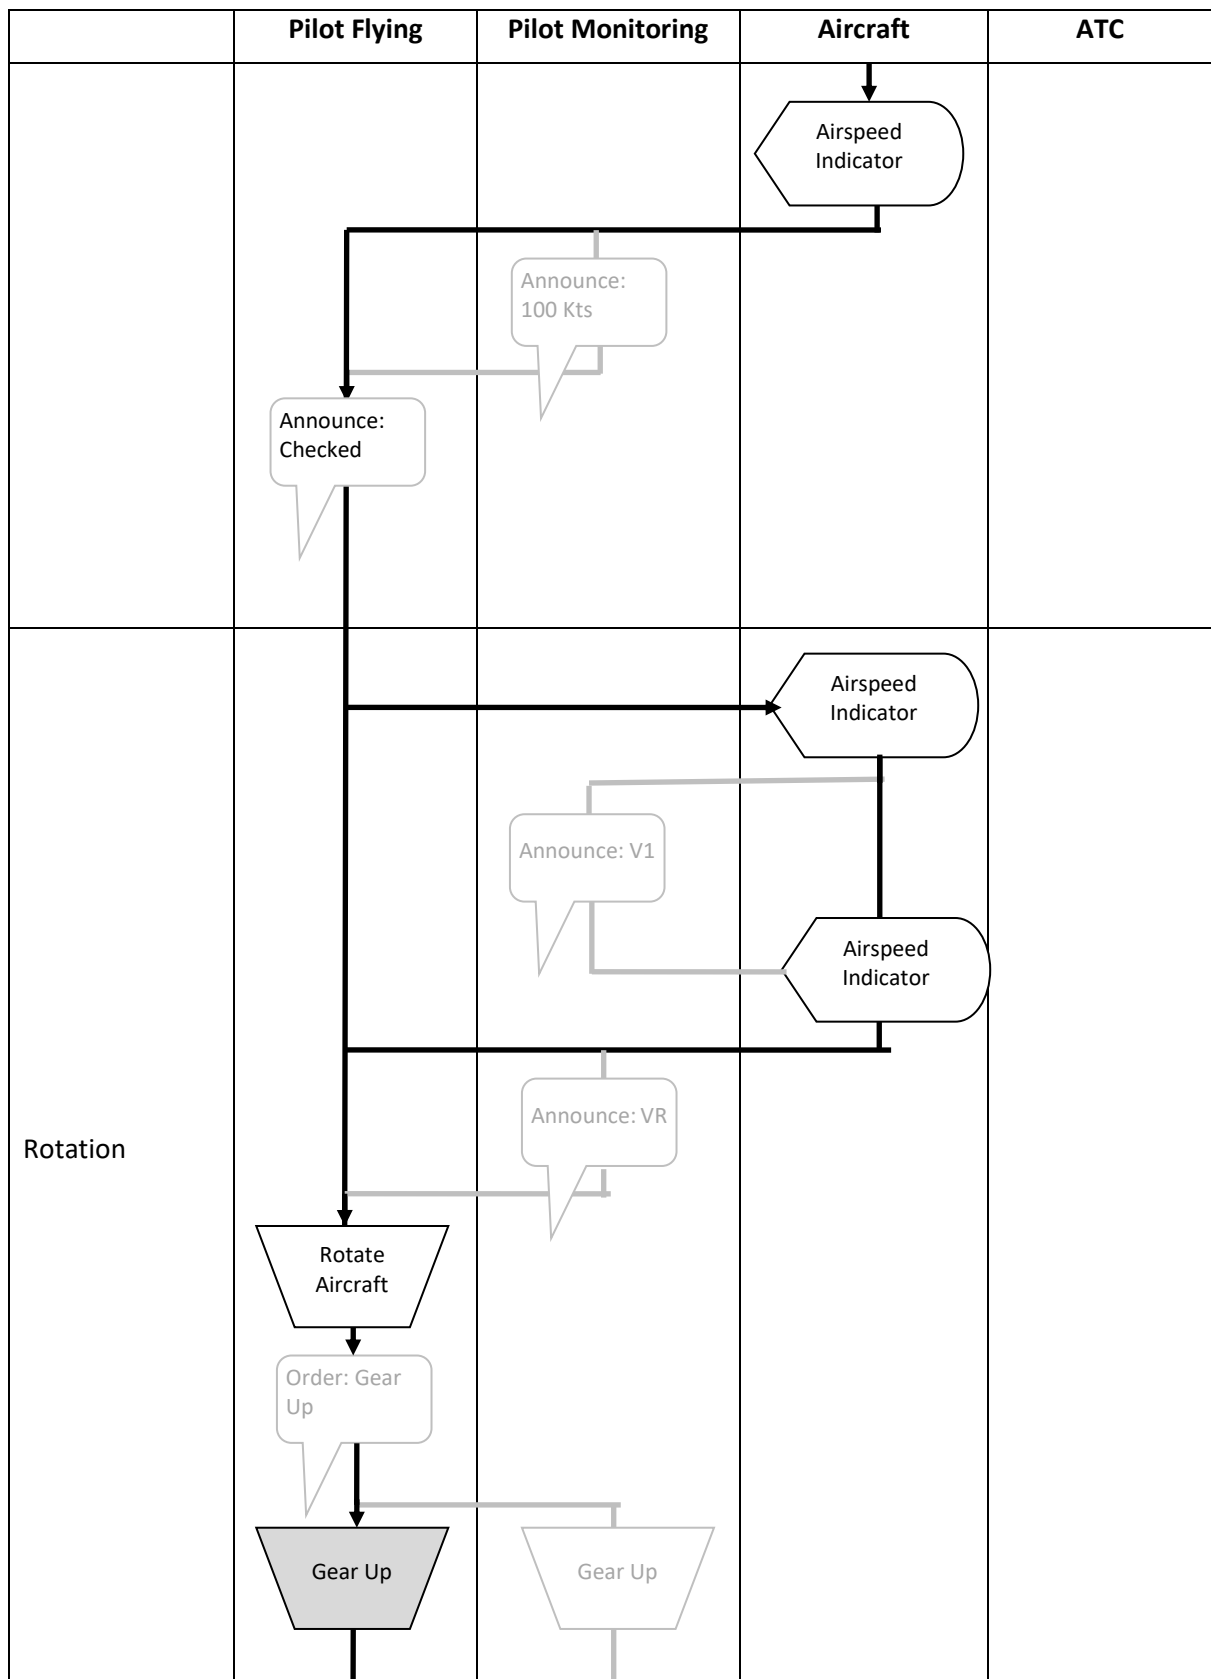 Pilot Flying
Pilot Monitoring
Aircraft
ATC
Airspeed
Indicator
Announce:
100 Kts
Announce:
Checked
Airspeed
Indicator
Announce: V1
Airspeed
Indicator
Announce: VR
Rotation
Rotate
Aircraft
Order: Gear
Up
Gear Up
Gear Up